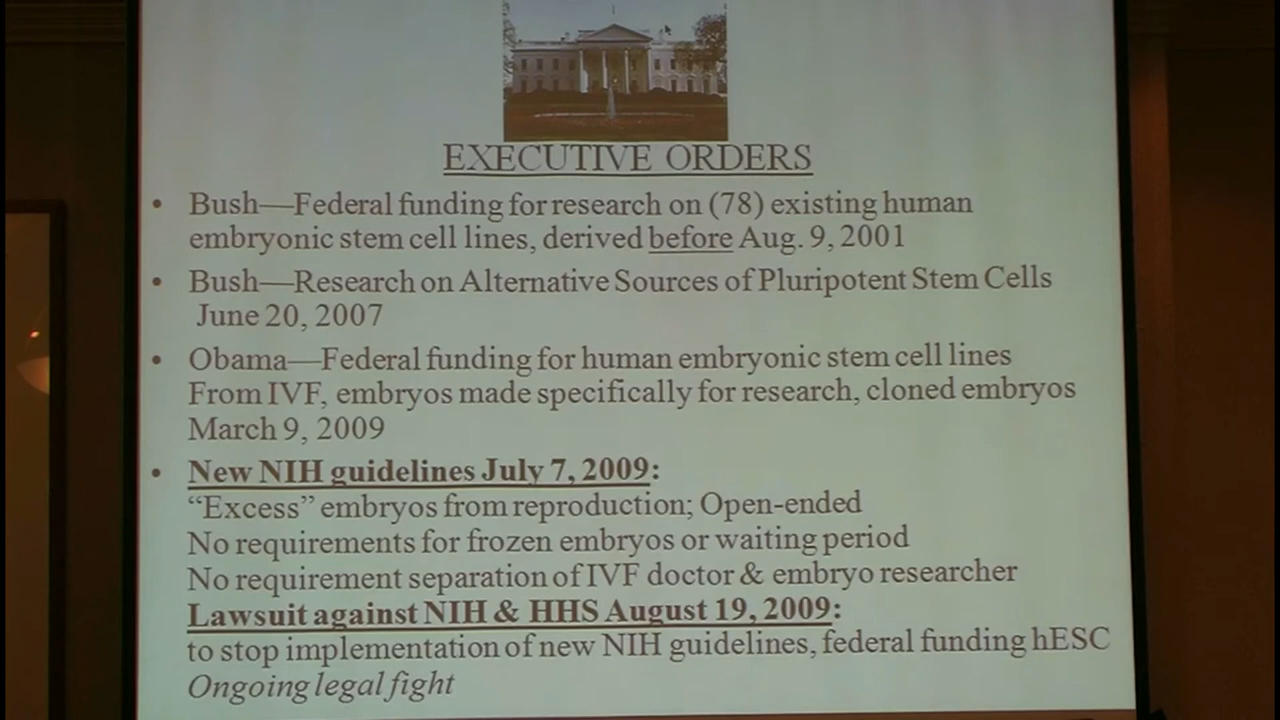 EXECUTIVE ORDERS
• Bush—Federal funding for research on (78) existing human
embryonic stem cell lines, derived before Aug. 9, 2001
• Bush—Research on Alternative Sources of Pluripotent Stem Cells
June 20, 2007
• Obama—Federal funding for human embryonic stem cell lines
From IVF, embryos made specifically for research, cloned embryos
March 9, 2009
• New NIH guidelines July 7, 2009:
“Excess” embryos from reproduction; Open-ended
No requirements for frozen embryos or waiting period
No requirement separation of IVF doctor & embryo researcher
Lawsuit against NIH & HHS August 19, 2009:
to stop implementation of new NIH guidelines, federal funding hESC
Ongoing legal fight